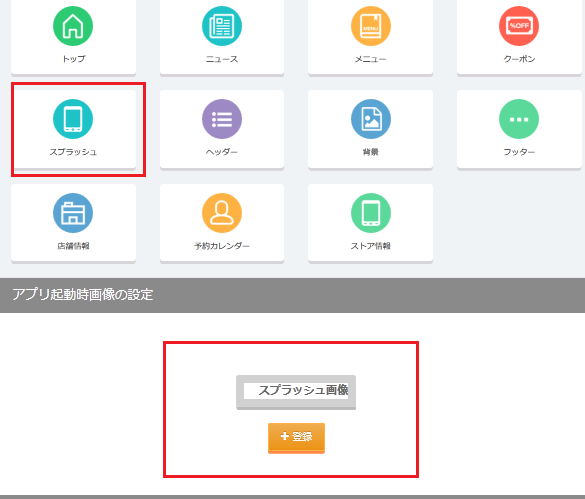 MENU
%OFF
トップ
ニュース
メニュー
クーポン
スプラッシュ
ヘッダー
背景
フッター
店舗情報
予約カレンダー
ストア情報
アプリ起動時画像の設定
スプラッシュ画像
+ 登録